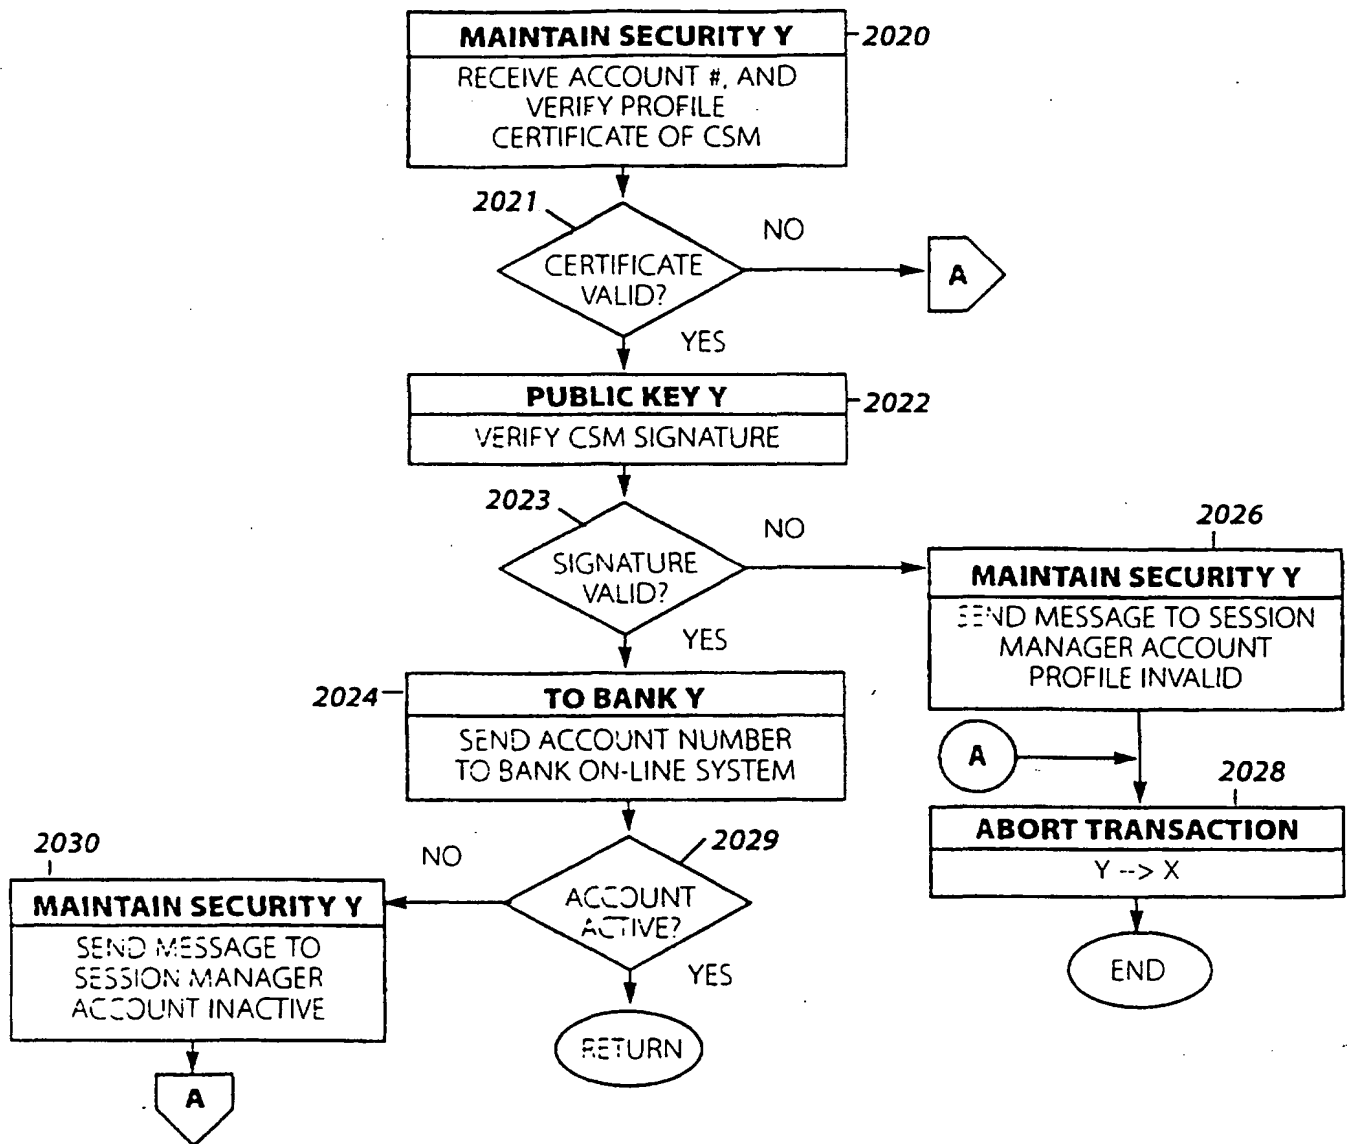 MAINTAIN SECURITY Y
2020
RECEIVE ACCOUNT #, AND
VERIFY PROFILE
CERTIFICATE OF CSM
2021
CERTIFICATE
VALID?
NO
A
YES
PUBLIC KEY Y
2022
VERIFY CSM SIGNATURE
2023
SIGNATURE
VALID?
NO
2026
MAINTAIN SECURITY Y
SEND MESSAGE TO SESSION
MANAGER ACCOUNT
PROFILE INVALID
YES
2024
TO BANK Y
SEND ACCOUNT NUMBER
TO BANK ON-LINE SYSTEM
A
2028
ABORT TRANSACTION
Y --> X
END
2029
ACCOUNT
ACTIVE?
NO
2030
MAINTAIN SECURITY Y
SEND MESSAGE TO
SESSION MANAGER
ACCOUNT INACTIVE
A
YES
RETURN